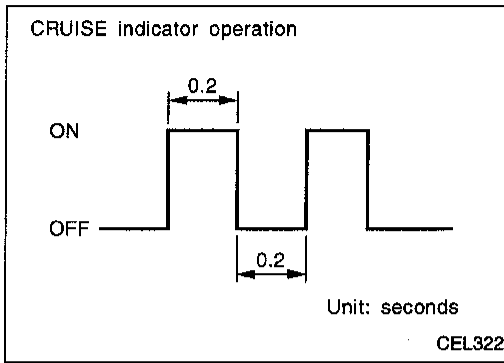 CRUISE indicator operation
0.2
ON
OFF
0.2
Unit: seconds
CEL322